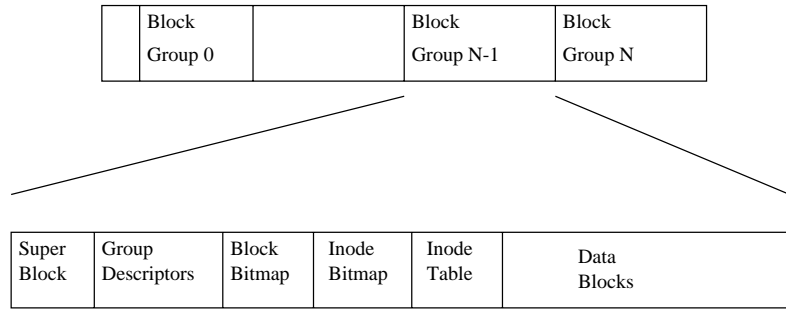 Block Group 0
Block Group N-1
Block Group N
Super Block
Group Descriptors
Block Bitmap
Inode Bitmap
Inode Table
Data Blocks